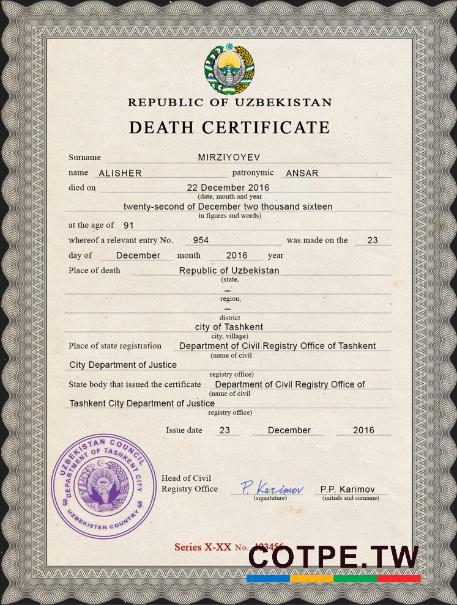 REPUBLIC OF UZBEKISTAN
DEATH CERTIFICATE
Surname MIRZIYOYEV
name ALISHER patronymic ANSAR
died on 22 December 2016
(date, month and year
twenty-second of December two thousand sixteen
in figures and words)
at the age of 91
whereof a relevant entry No. 954 was made on the 23
day of December month 2016 year
Place of death Republic of Uzbekistan
(state,
—
region,
—
district
city of Tashkent
city, village)
Place of state registration Department of Civil Registry Office of Tashkent
(name of civil
City Department of Justice
registry office)
State body that issued the certificate Department of Civil Registry Office of
(name of civil
Tashkent City Department of Justice
registry office)
Issue date 23 December 2016
UZBEKISTAN COUNCIL
DEPARTMENT OF TASHKENT CITY
UZBEKISTAN COUNTRY
Head of Civil
Registry Office P. Karimov P.P. Karimov
(signature) (initials and surname)
Series X-XX No. 123456
COTPE.TW